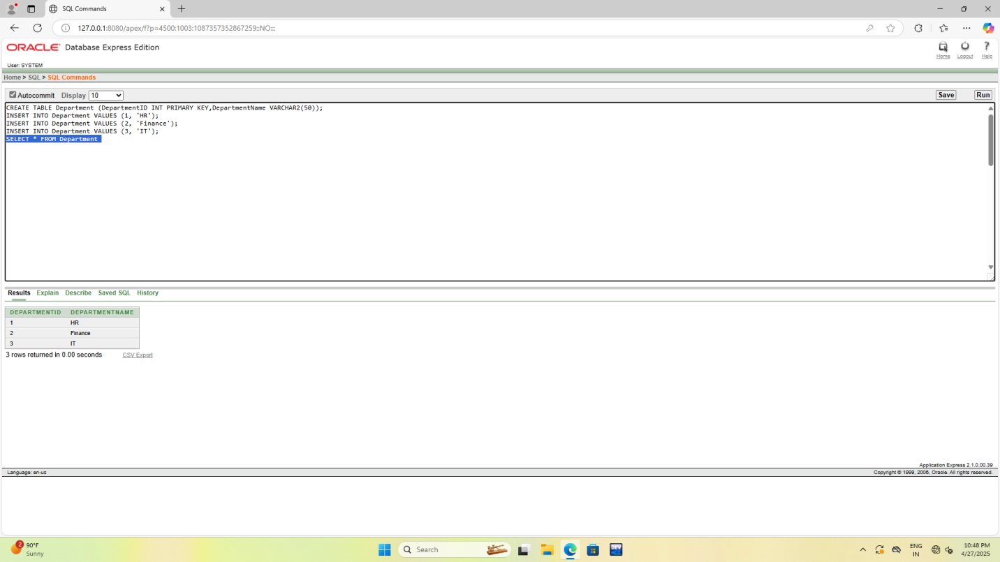 SQL Commands
127.0.0.1:8080/apex/f?p=4500:1003:1087357352867259::NO:::
ORACLE Database Express Edition
Home Logout Help
User: SYSTEM
Home > SQL > SQL Commands
Autocommit Display 10 Save Run
CREATE TABLE Department (DepartmentID INT PRIMARY KEY,DepartmentName VARCHAR2(50));
INSERT INTO Department VALUES (1, 'HR');
INSERT INTO Department VALUES (2, 'Finance');
INSERT INTO Department VALUES (3, 'IT');
SELECT * FROM Department
Results Explain Describe Saved SQL History
DEPARTMENTID DEPARTMENTNAME
1 HR
2 Finance
3 IT
3 rows returned in 0.00 seconds CSV Export
Application Express 2.1.0.00.39
Language: en-us Copyright © 1999, 2006, Oracle. All rights reserved.
2 90°F
Sunny
Search
DEV
ENG
IN
10:48 PM
4/27/2025